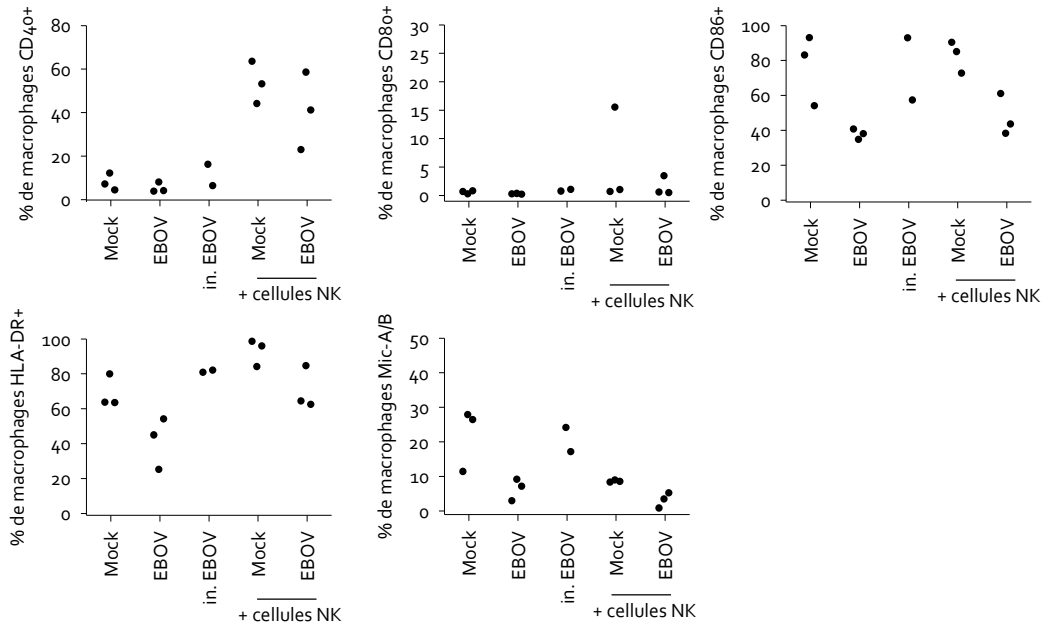 % de macrophages CD40+
80
60
40
20
0
Mock
EBOV
in. EBOV
Mock
EBOV
+ cellules NK
% de macrophages CD80+
30
25
20
15
10
5
0
Mock
EBOV
in. EBOV
Mock
EBOV
+ cellules NK
% de macrophages CD86+
100
80
60
40
20
0
Mock
EBOV
in. EBOV
Mock
EBOV
+ cellules NK
% de macrophages HLA-DR+
100
80
60
40
20
0
Mock
EBOV
in. EBOV
Mock
EBOV
+ cellules NK
% de macrophages Mic-A/B
50
40
30
20
10
0
Mock
EBOV
in. EBOV
Mock
EBOV
+ cellules NK